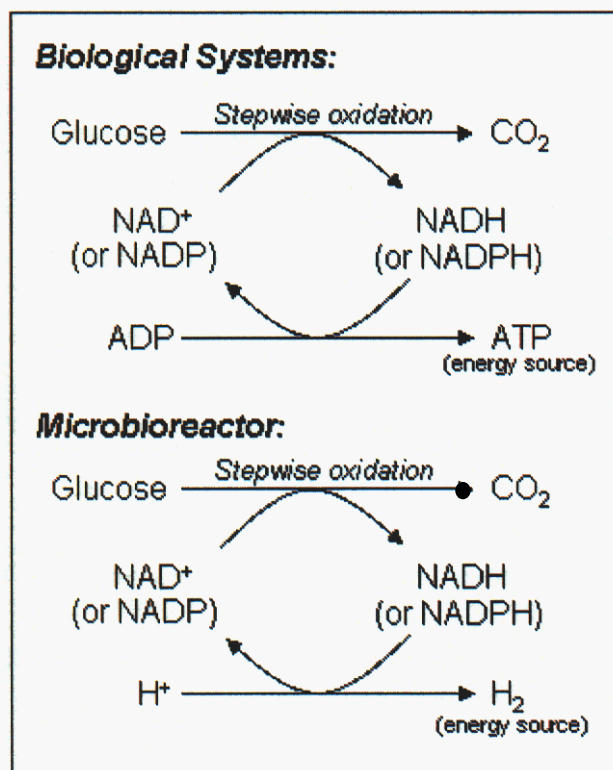 Biological Systems:
Stepwise oxidation
Glucose CO₂
NAD⁺ NADH
(or NADP) (or NADPH)
ADP ATP
(energy source)
Microbioreactor:
Stepwise oxidation
Glucose CO₂
NAD⁺ NADH
(or NADP) (or NADPH)
H⁺ H₂
(energy source)